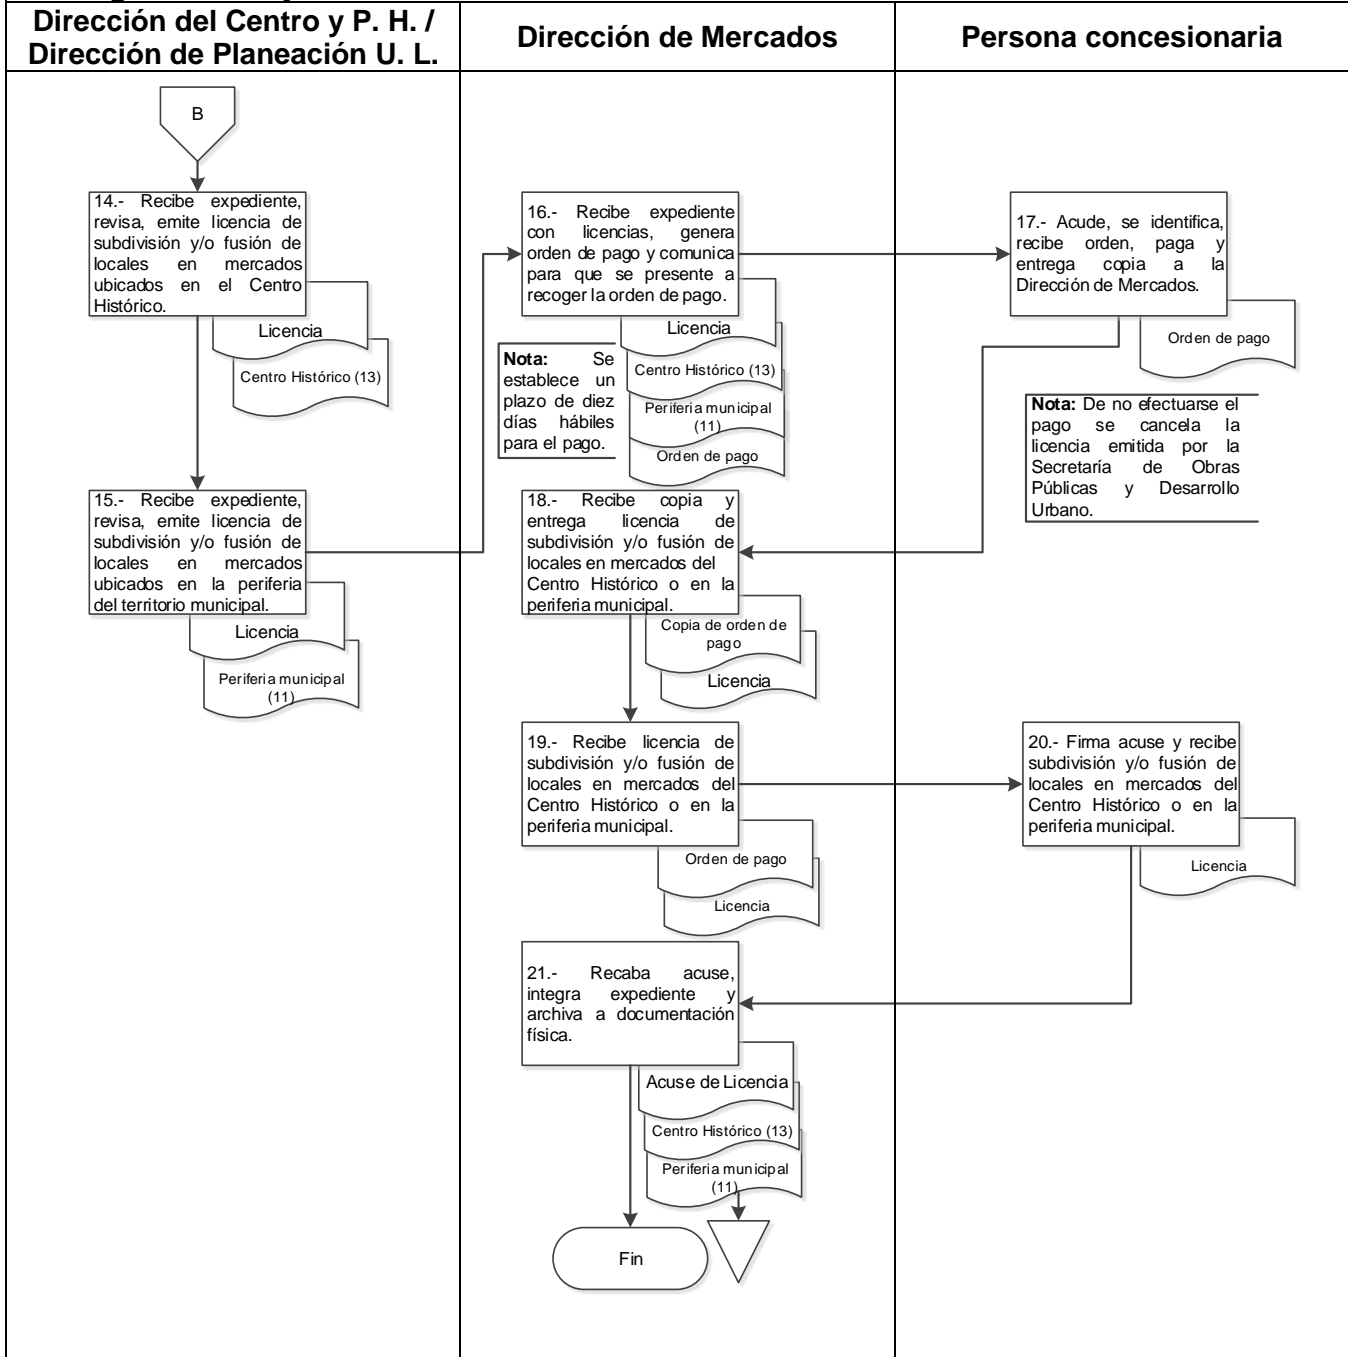 Dirección del Centro y P. H. /
Dirección de Planeación U. L.
Dirección de Mercados
Persona concesionaria
B
14.- Recibe expediente,
revisa, emite licencia de
subdivisión y/o fusión de
locales en mercados
ubicados en el Centro
Histórico.
Licencia
Centro Histórico (13)
15.- Recibe expediente,
revisa, emite licencia de
subdivisión y/o fusión de
locales en mercados
ubicados en la periferia
del territorio municipal.
Licencia
Periferia municipal
(11)
16.- Recibe expediente
con licencias, genera
orden de pago y comunica
para que se presente a
recoger la orden de pago.
Licencia
Centro Histórico (13)
Periferia municipal
(11)
Orden de pago
Nota: Se
establece un
plazo de diez
días hábiles
para el pago.
17.- Acude, se identifica,
recibe orden, paga y
entrega copia a la
Dirección de Mercados.
Orden de pago
Nota: De no efectuarse el
pago se cancela la
licencia emitida por la
Secretaría de Obras
Públicas y Desarrollo
Urbano.
18.- Recibe copia y
entrega licencia de
subdivisión y/o fusión de
locales en mercados del
Centro Histórico o en la
periferia municipal.
Copia de orden de
pago
Licencia
19.- Recibe licencia de
subdivisión y/o fusión de
locales en mercados del
Centro Histórico o en la
periferia municipal.
Orden de pago
Licencia
20.- Firma acuse y recibe
subdivisión y/o fusión de
locales en mercados del
Centro Histórico o en la
periferia municipal.
Licencia
21.- Recaba acuse,
integra expediente y
archiva a documentación
física.
Acuse de Licencia
Centro Histórico (13)
Periferia municipal
(11)
Fin